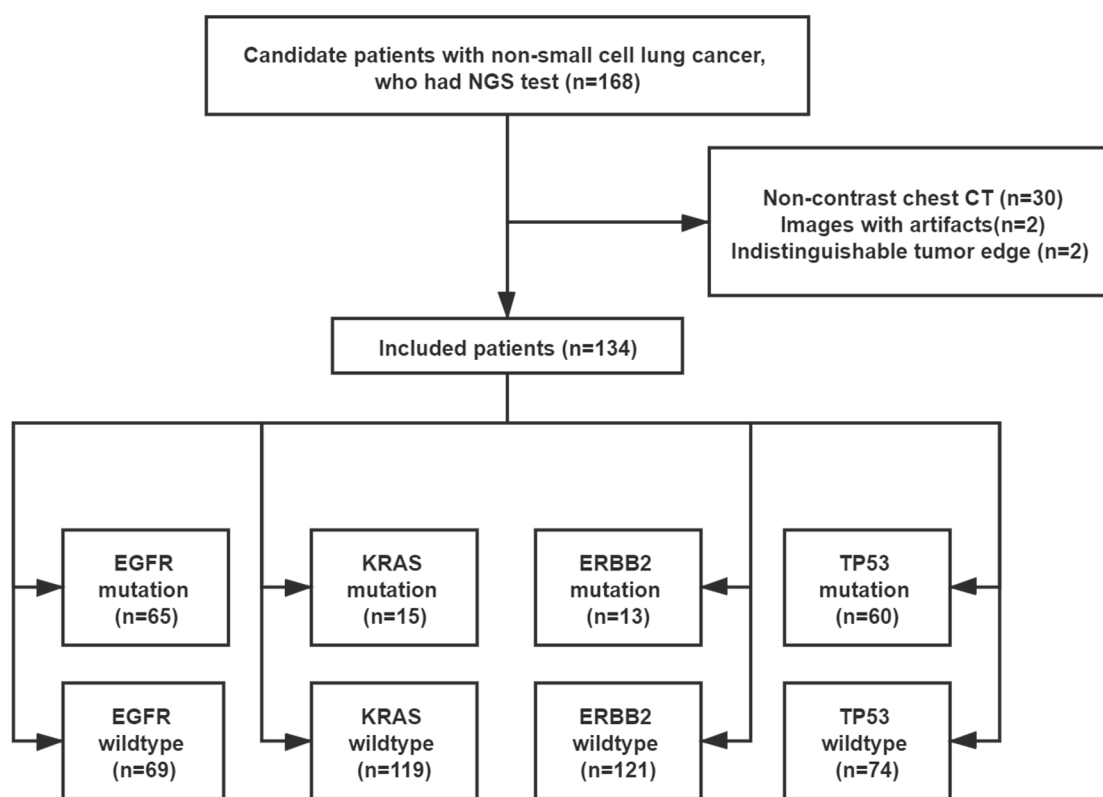 Candidate patients with non-small cell lung cancer,
who had NGS test (n=168)
Non-contrast chest CT (n=30)
Images with artifacts(n=2)
Indistinguishable tumor edge (n=2)
Included patients (n=134)
EGFR
mutation
(n=65)
KRAS
mutation
(n=15)
ERBB2
mutation
(n=13)
TP53
mutation
(n=60)
EGFR
wildtype
(n=69)
KRAS
wildtype
(n=119)
ERBB2
wildtype
(n=121)
TP53
wildtype
(n=74)